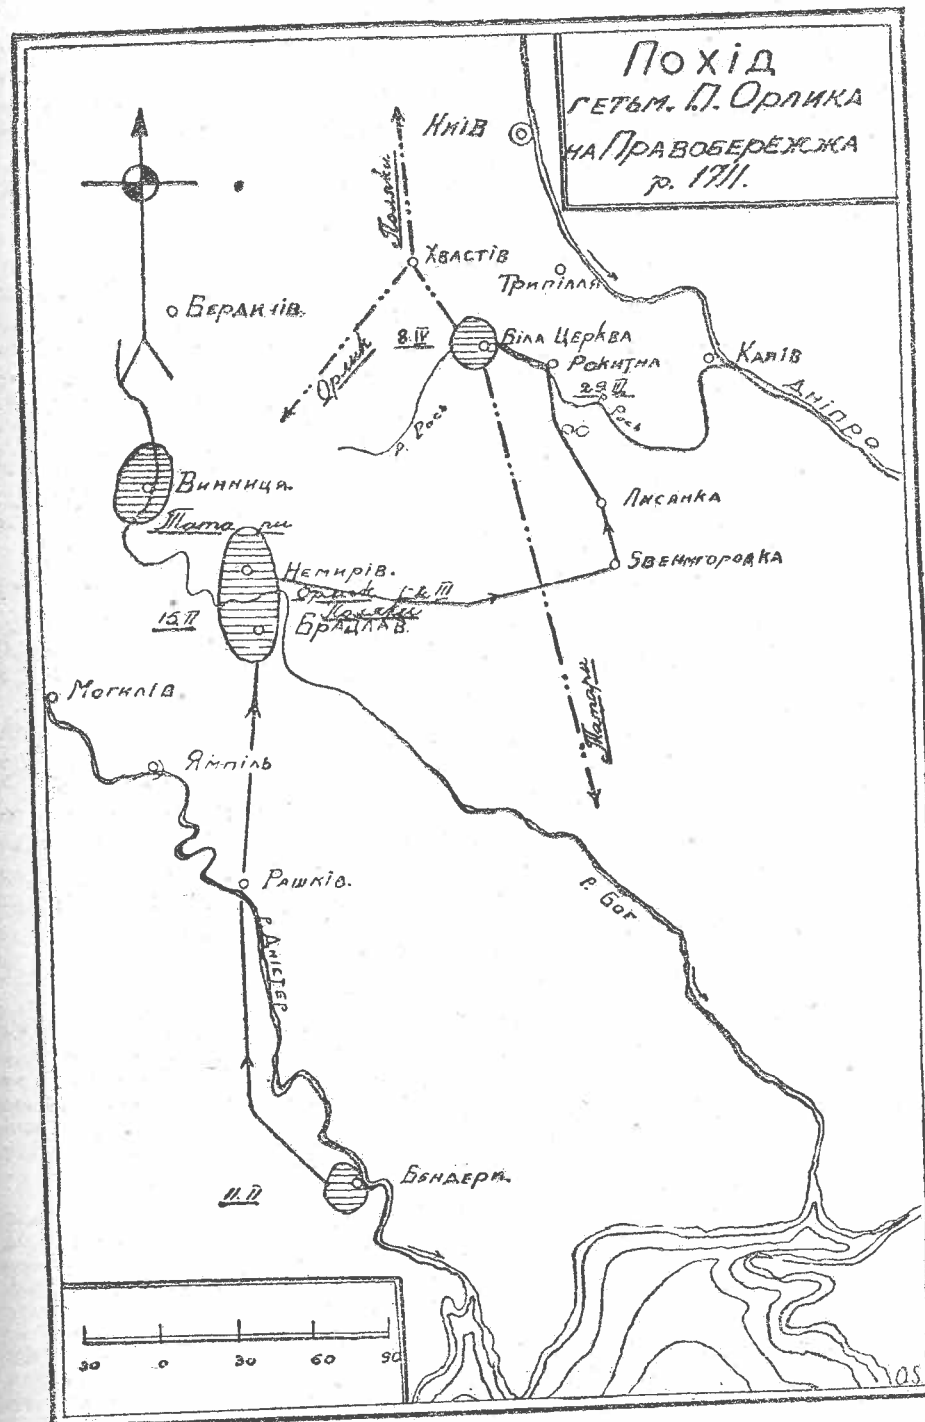 Похід
гетьм. П. Орлика
на Правобережжа
р. 1711.
Київ
Поляки
Хвастів
Трипілля
Бердичів.
8.IV
Біла Церква
Рокитна
Канів
Орлик
Дніпро
р. Рось
Рось
Винниця.
Лисянка
Татари
Звенигородка
Немирів.
Орлик
Поляки
15.II
Брацлав.
Могилів
Татари
Ямпіль
Рашків.
р. Бог
р. Дністер
Бендери.
11.II
30 0 30 60 90